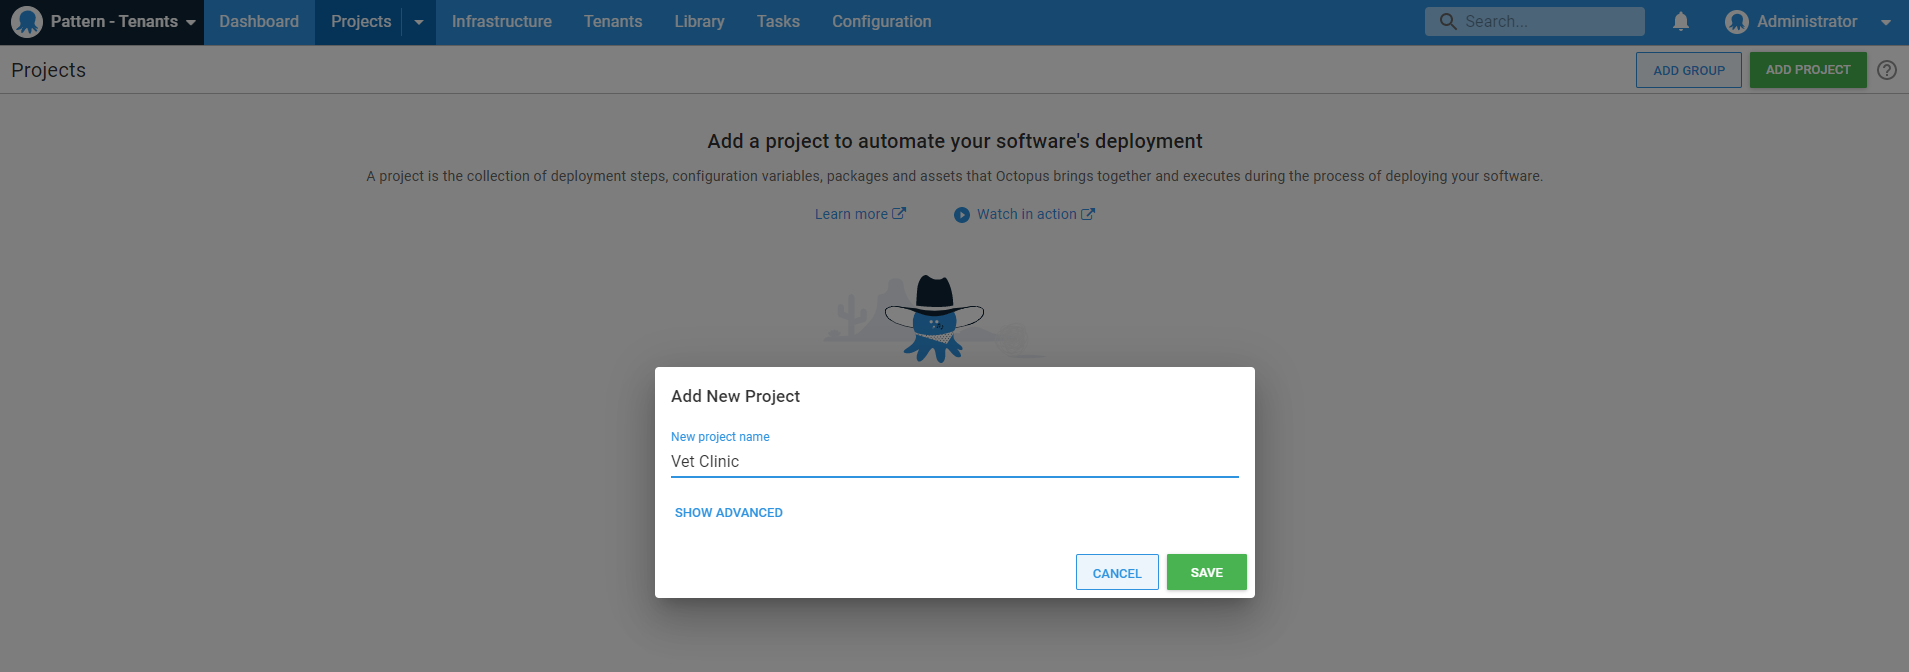 Pattern - Tenants Dashboard Projects Infrastructure Tenants Library Tasks Configuration Search... Administrator
Projects ADD GROUP ADD PROJECT ?
Add a project to automate your software's deployment
A project is the collection of deployment steps, configuration variables, packages and assets that Octopus brings together and executes during the process of deploying your software.
Learn more Watch in action
Add New Project
New project name
Vet Clinic
SHOW ADVANCED
CANCEL SAVE